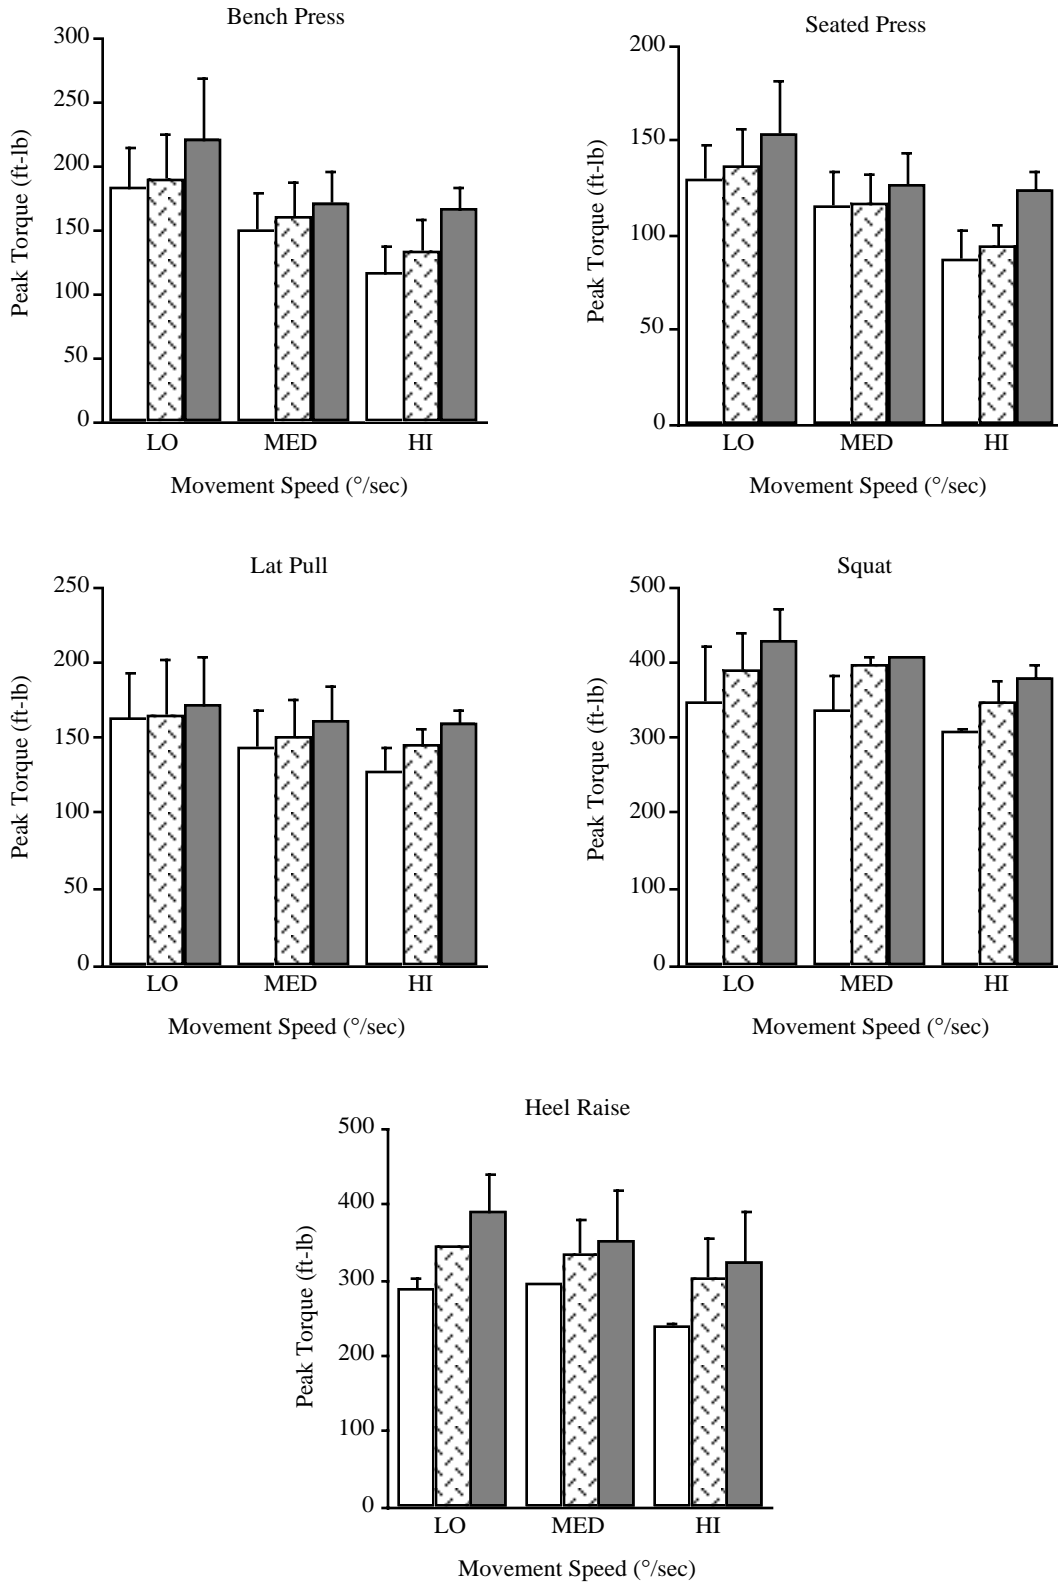 Bench Press
Peak Torque (ft-lb)
300
250
200
150
100
50
0
LO MED HI
Movement Speed (°/sec)
Seated Press
Peak Torque (ft-lb)
200
150
100
50
0
LO MED HI
Movement Speed (°/sec)
Lat Pull
Peak Torque (ft-lb)
250
200
150
100
50
0
LO MED HI
Movement Speed (°/sec)
Squat
Peak Torque (ft-lb)
500
400
300
200
100
0
LO MED HI
Movement Speed (°/sec)
Heel Raise
Peak Torque (ft-lb)
500
400
300
200
100
0
LO MED HI
Movement Speed (°/sec)